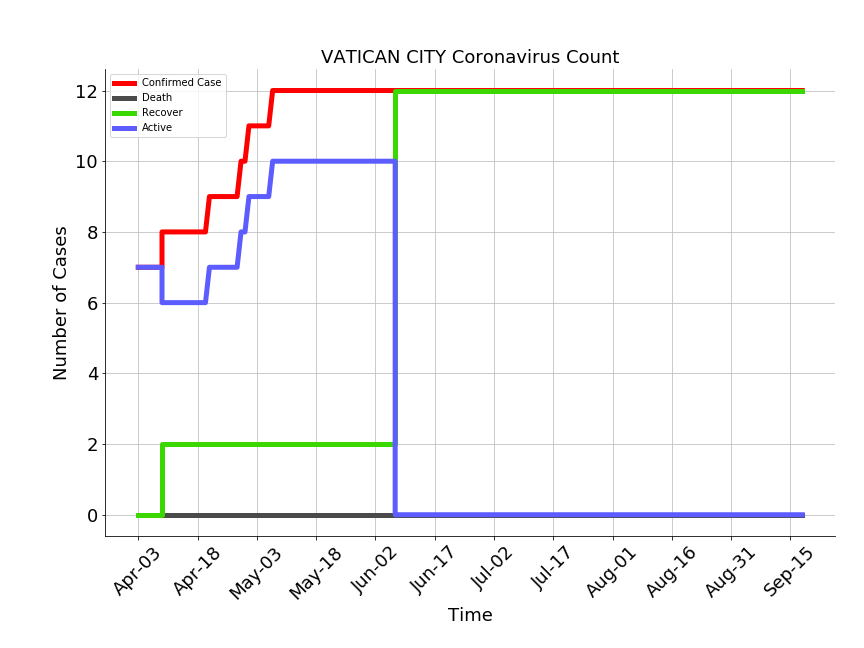 VATICAN CITY Coronavirus Count
Confirmed Case
Death
Recover
Active
Number of Cases
12
10
8
6
4
2
0
Apr-03
Apr-18
May-03
May-18
Jun-02
Jun-17
Jul-02
Jul-17
Aug-01
Aug-16
Aug-31
Sep-15
Time